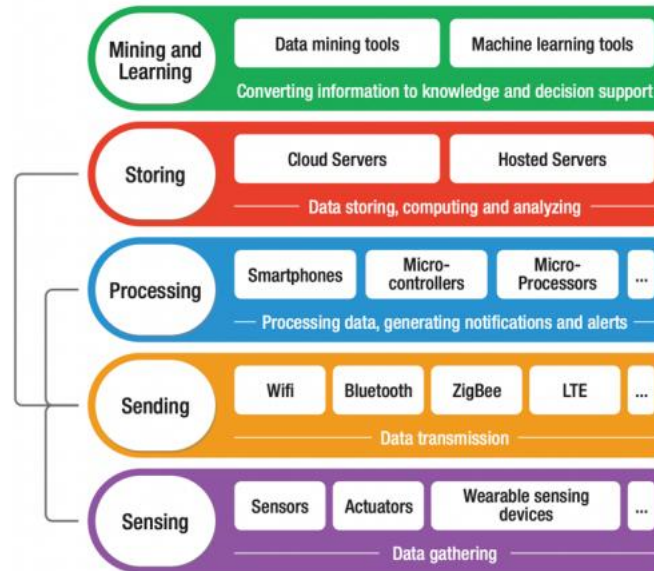 Mining and
Learning
Data mining tools
Machine learning tools
Converting information to knowledge and decision support
Storing
Cloud Servers
Hosted Servers
Data storing, computing and analyzing
Processing
Smartphones
Micro-
controllers
Micro-
Processors
...
Processing data, generating notifications and alerts
Sending
Wifi
Bluetooth
ZigBee
LTE
...
Data transmission
Sensing
Sensors
Actuators
Wearable sensing
devices
...
Data gathering